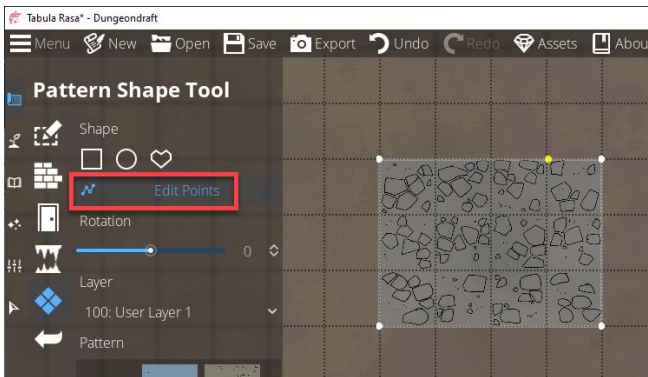 Tabula Rasa* - Dungeondraft
Menu New Open Save Export Undo Redo Assets Abou
Pattern Shape Tool
Shape
Edit Points
Rotation
0
Layer
100: User Layer 1
Pattern